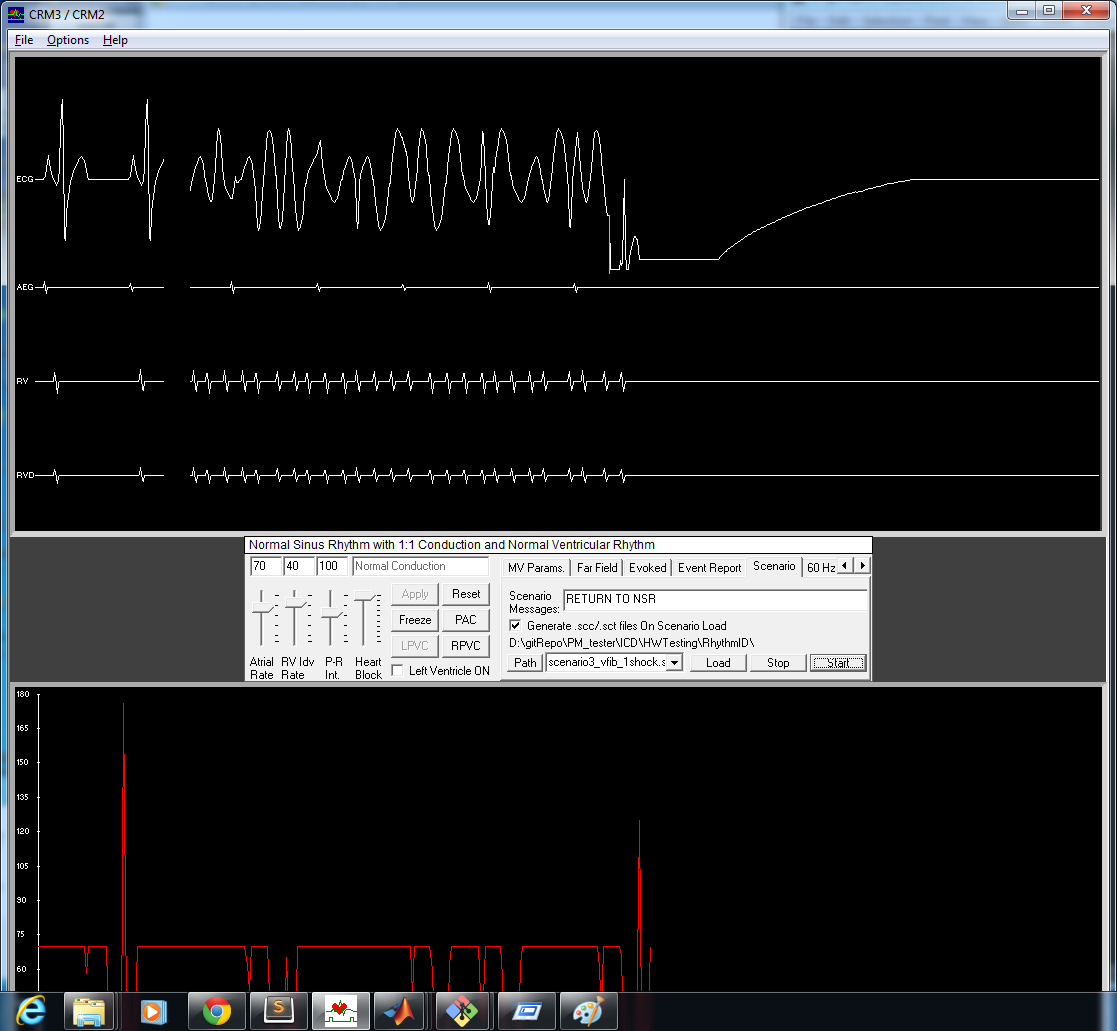 CRM3 / CRM2
File Options Help
ECG
AEG
RV
RVD
Normal Sinus Rhythm with 1:1 Conduction and Normal Ventricular Rhythm
70 40 100 Normal Conduction
MV Params. Far Field Evoked Event Report Scenario 60 Hz
Apply Reset
Freeze PAC
LPVC RPVC
Atrial Rate RV Idv Rate P-R Int. Heart Block
Left Ventricle ON
Scenario Messages: RETURN TO NSR
Generate .scc/.sct files On Scenario Load
D:\gitRepo\PM_tester\ICD\HWTesting\RhythmID\
Path scenario3_vfib_1shock.s Load Stop Start
180
165
150
135
120
105
90
75
60